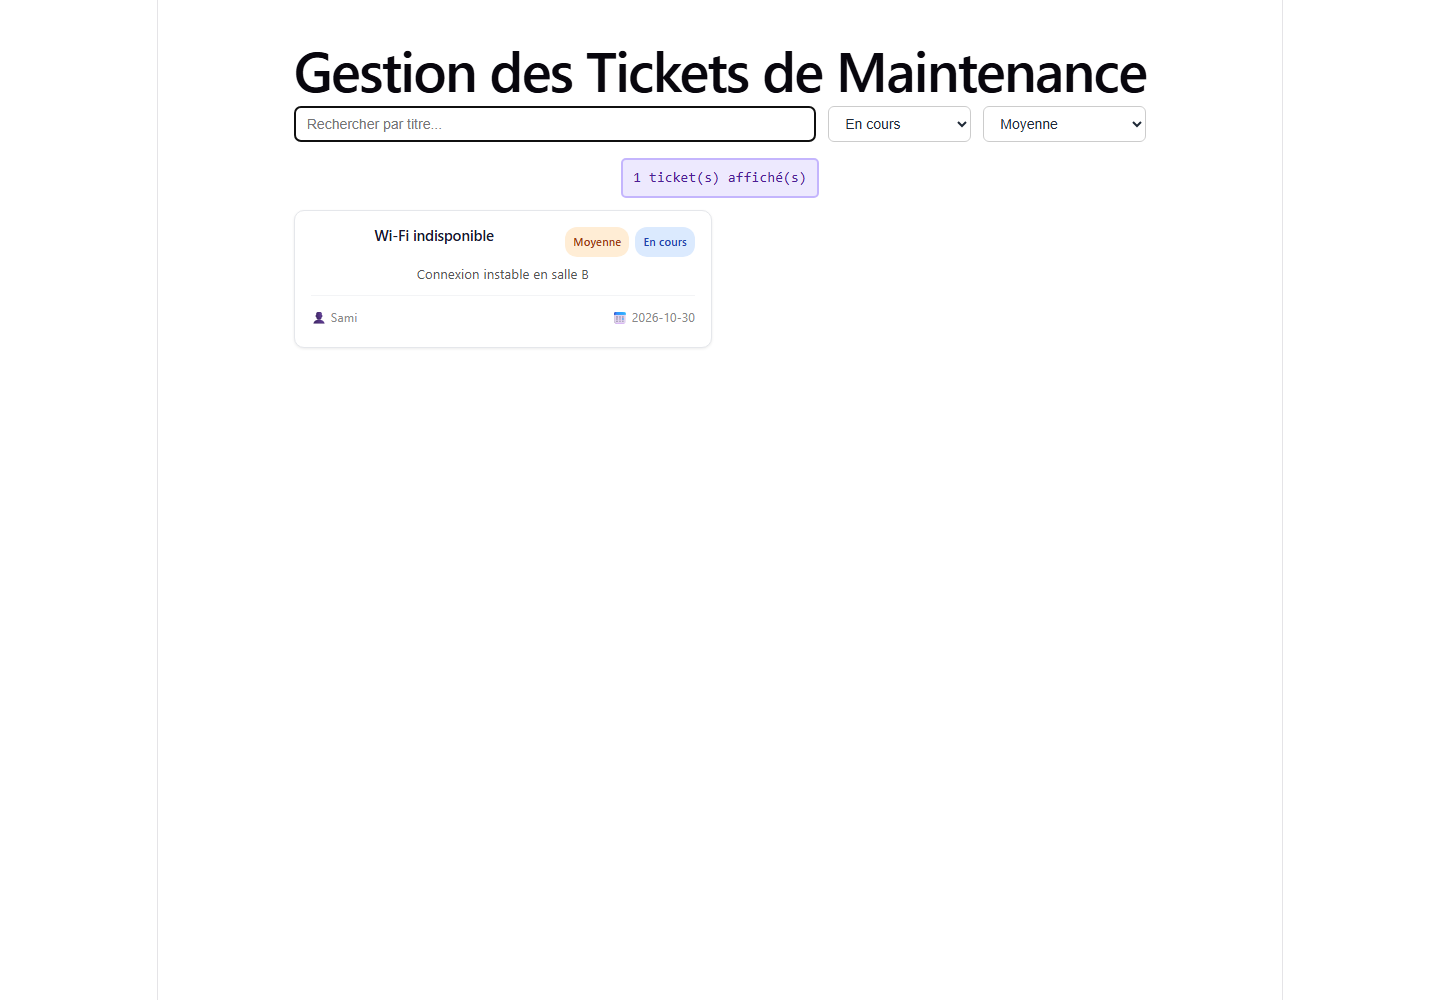 Gestion des Tickets de Maintenance
Rechercher par titre... En cours Moyenne
1 ticket(s) affiché(s)
Wi-Fi indisponible Moyenne En cours
Connexion instable en salle B
Sami 2026-10-30